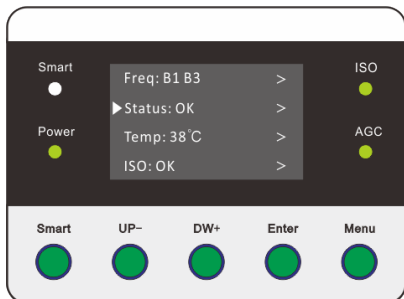 Smart
Power
Freq: B1 B3 >
Status: OK >
Temp: 38℃ >
ISO: OK >
ISO
AGC
Smart UP− DW+ Enter Menu